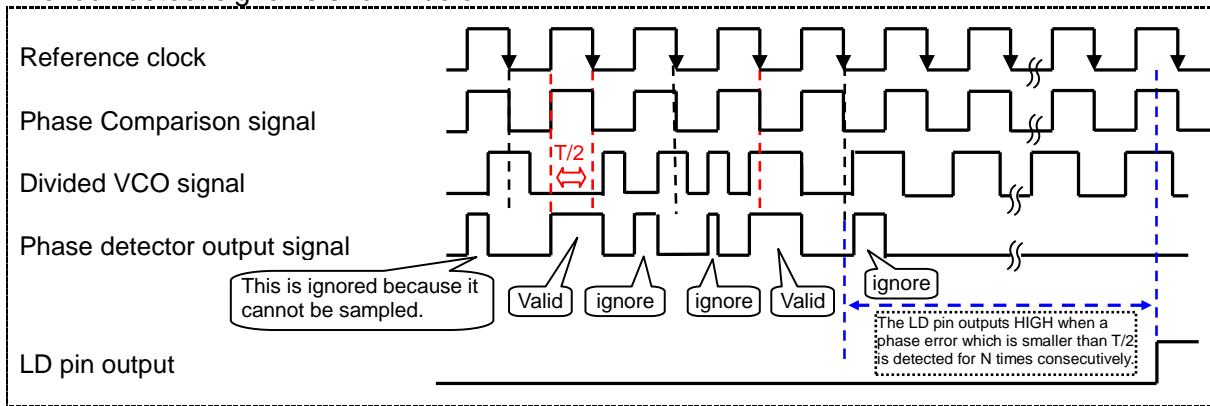 Reference clock
Phase Comparison signal
T/2
Divided VCO signal
Phase detector output signal
This is ignored because it
cannot be sampled.
Valid
ignore
ignore
Valid
ignore
The LD pin outputs HIGH when a
phase error which is smaller than T/2
is detected for N times consecutively.
LD pin output